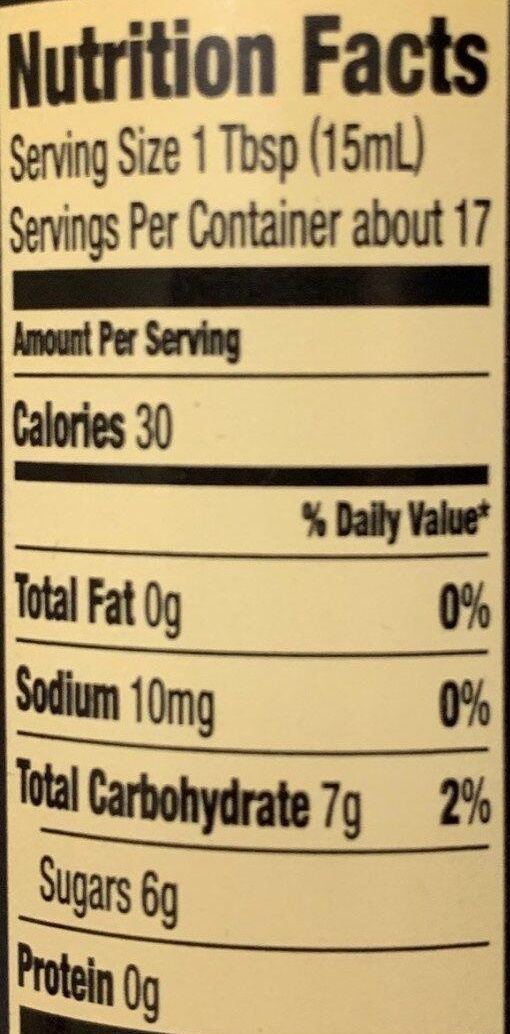 Nutrition Facts
Serving Size 1 Tbsp (15mL)
Servings Per Container about 17
Amount Per Serving
Calories 30
% Daily Value*
Total Fat 0g 0%
Sodium 10mg 0%
Total Carbohydrate 7g 2%
Sugars 6g
Protein 0g